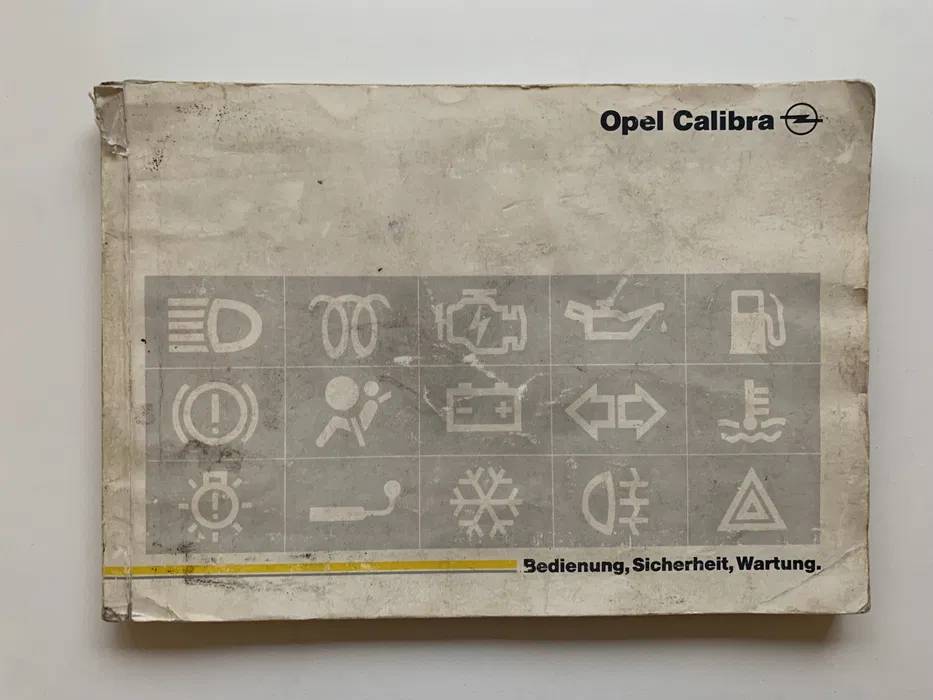 Opel Calibra
Bedienung, Sicherheit, Wartung.